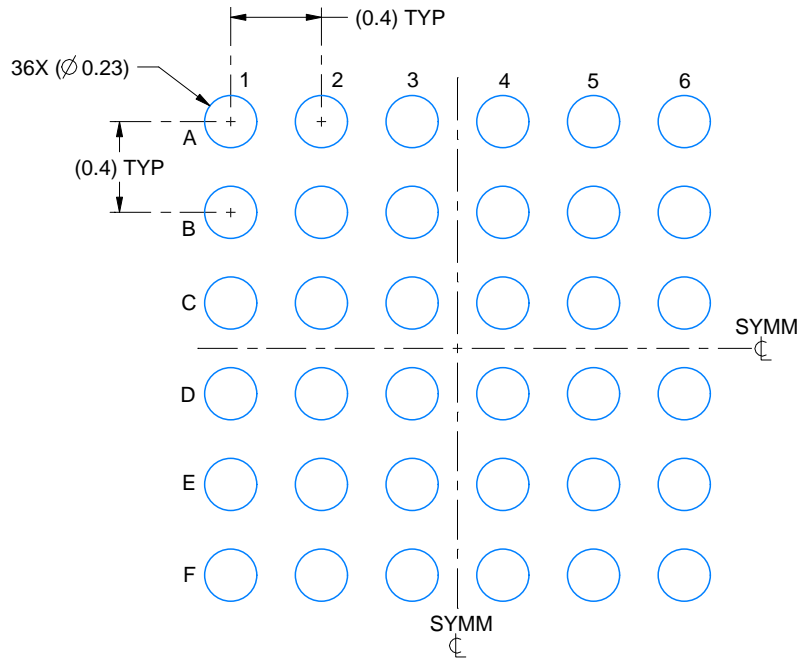 (0.4) TYP
36X (∅ 0.23)
1 2 3 4 5 6
A
(0.4) TYP
B
C
SYMM
℄
D
E
F
SYMM
℄